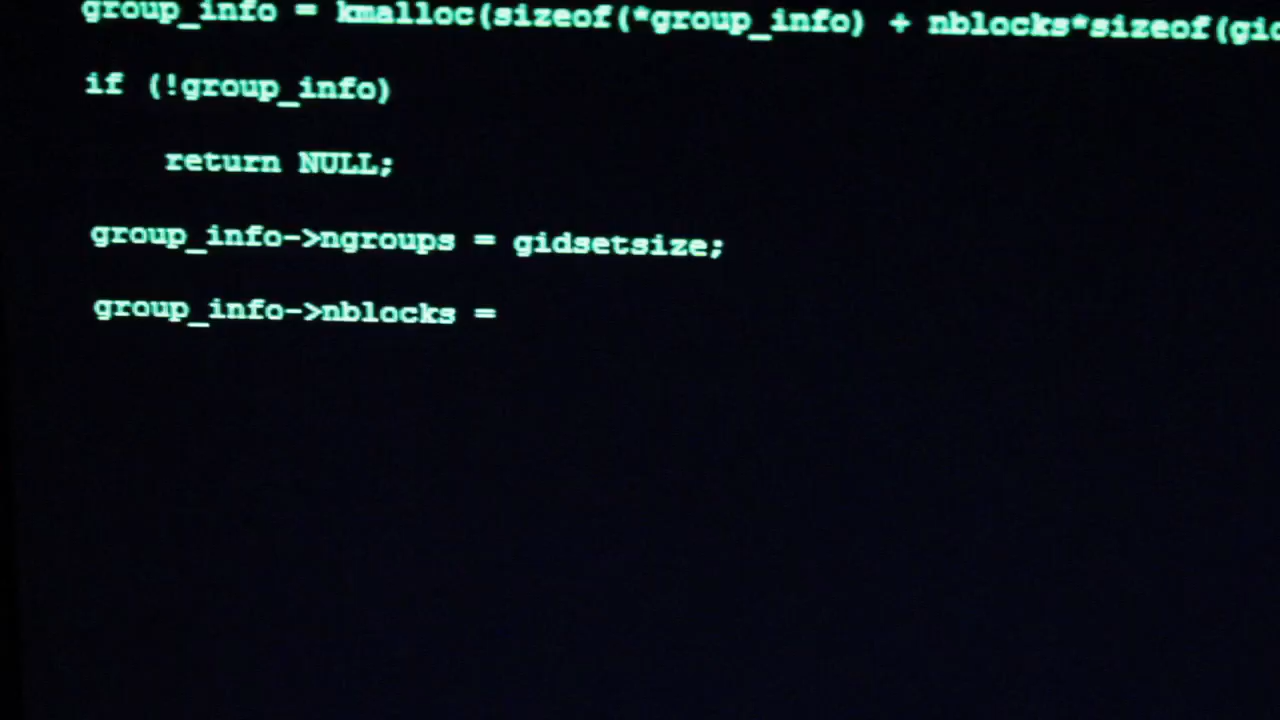 group_info = kmalloc(sizeof(*group_info) + nblocks*sizeof(gid
if (!group_info)
return NULL;
group_info->ngroups = gidsetsize;
group_info->nblocks =